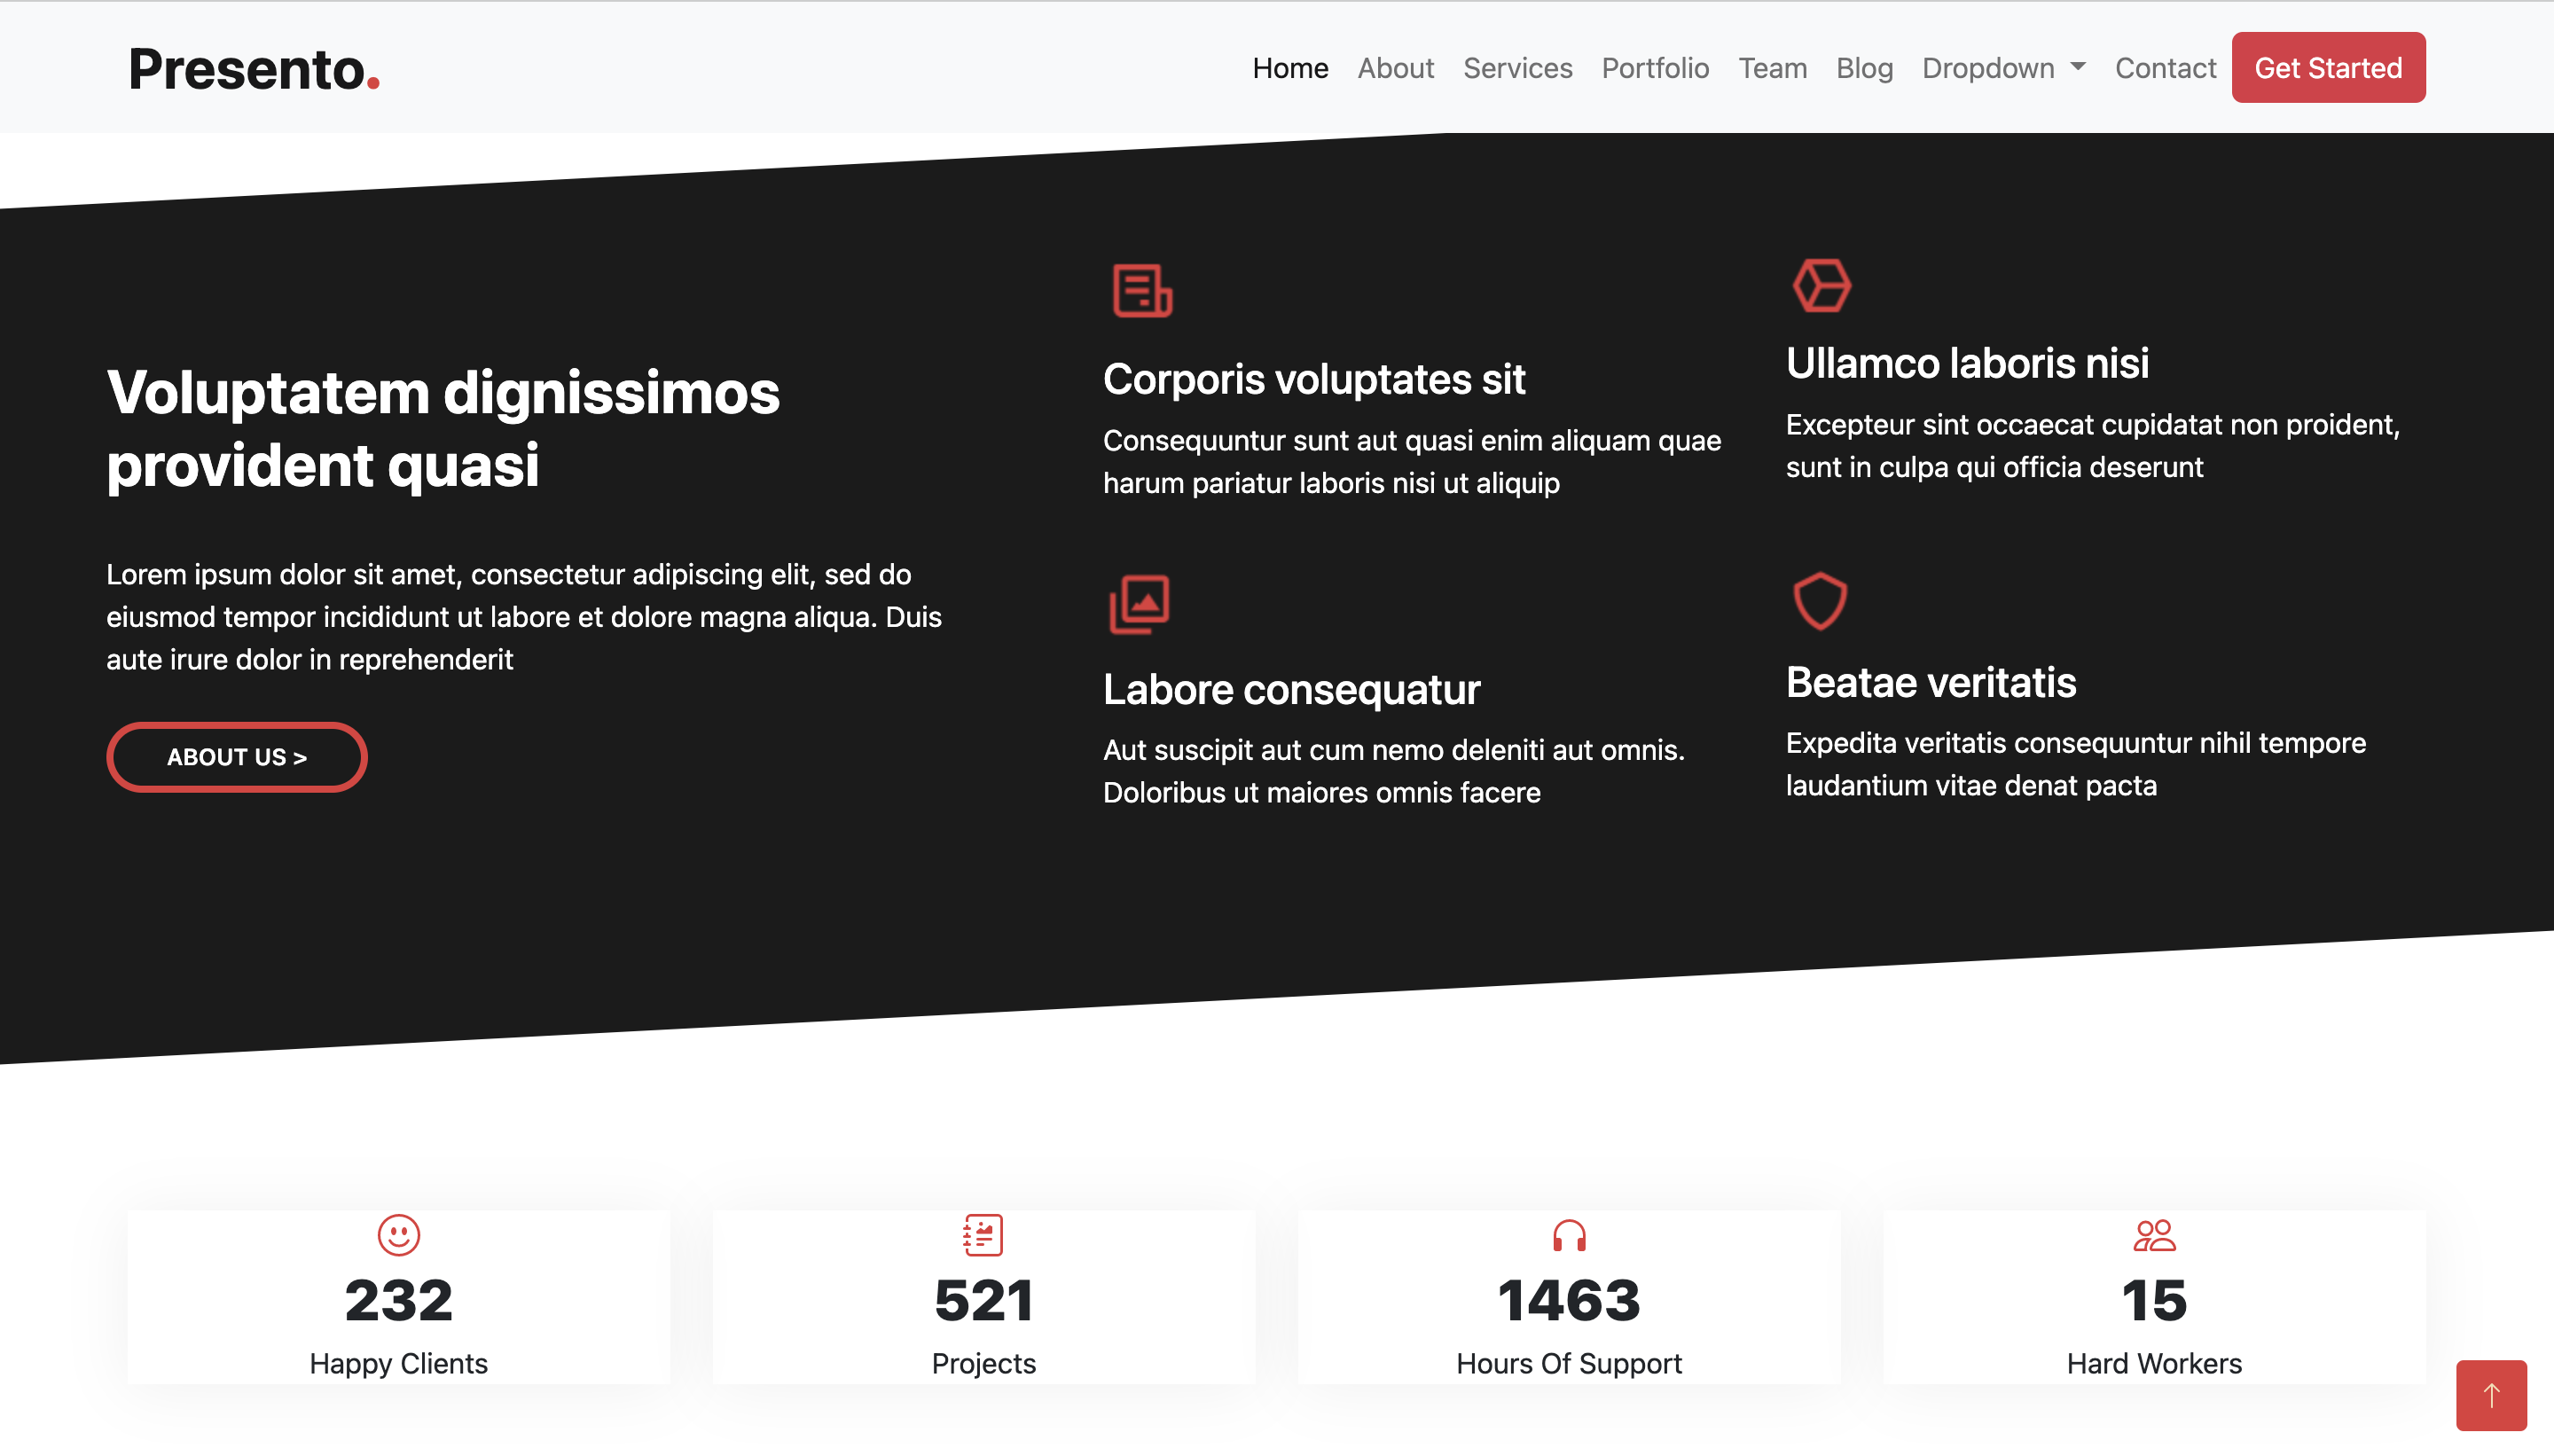 Presento.
Home About Services Portfolio Team Blog Dropdown Contact Get Started
Voluptatem dignissimos
provident quasi
Lorem ipsum dolor sit amet, consectetur adipiscing elit, sed do
eiusmod tempor incididunt ut labore et dolore magna aliqua. Duis
aute irure dolor in reprehenderit
ABOUT US >
Corporis voluptates sit
Consequuntur sunt aut quasi enim aliquam quae
harum pariatur laboris nisi ut aliquip
Ullamco laboris nisi
Excepteur sint occaecat cupidatat non proident,
sunt in culpa qui officia deserunt
Labore consequatur
Aut suscipit aut cum nemo deleniti aut omnis.
Doloribus ut maiores omnis facere
Beatae veritatis
Expedita veritatis consequuntur nihil tempore
laudantium vitae denat pacta
232
Happy Clients
521
Projects
1463
Hours Of Support
15
Hard Workers